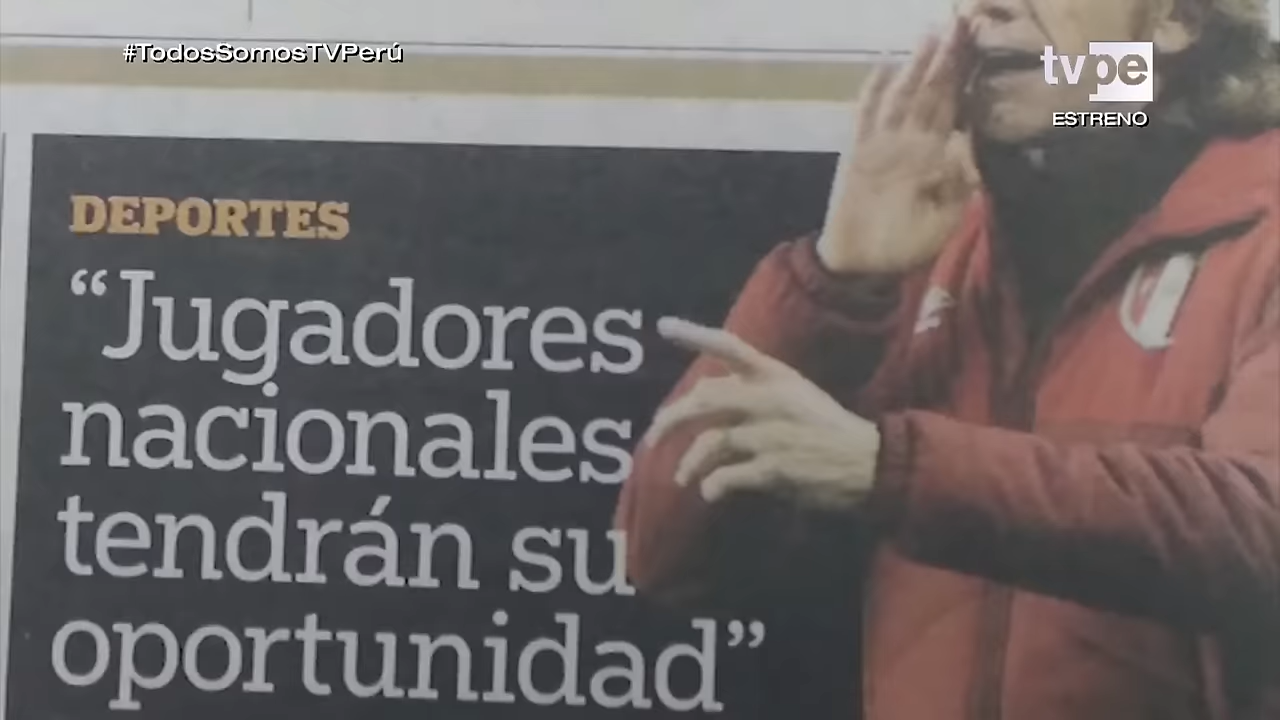 #TodosSomosTVPerú
tvpe
ESTRENO
DEPORTES
“Jugadores
nacionales
tendrán su
oportunidad”